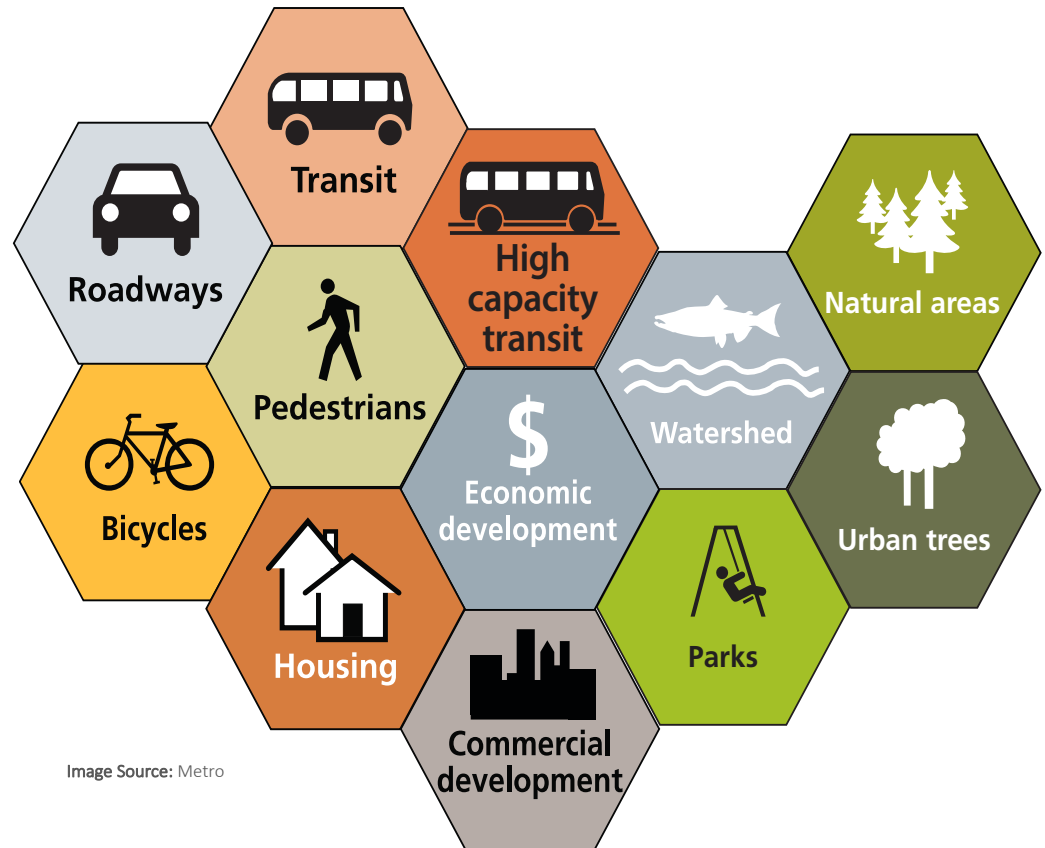 Transit
High
capacity
transit
Roadways
Natural areas
Pedestrians
Watershed
$
Economic
development
Bicycles
Urban trees
Housing
Parks
Commercial
development
Image Source: Metro